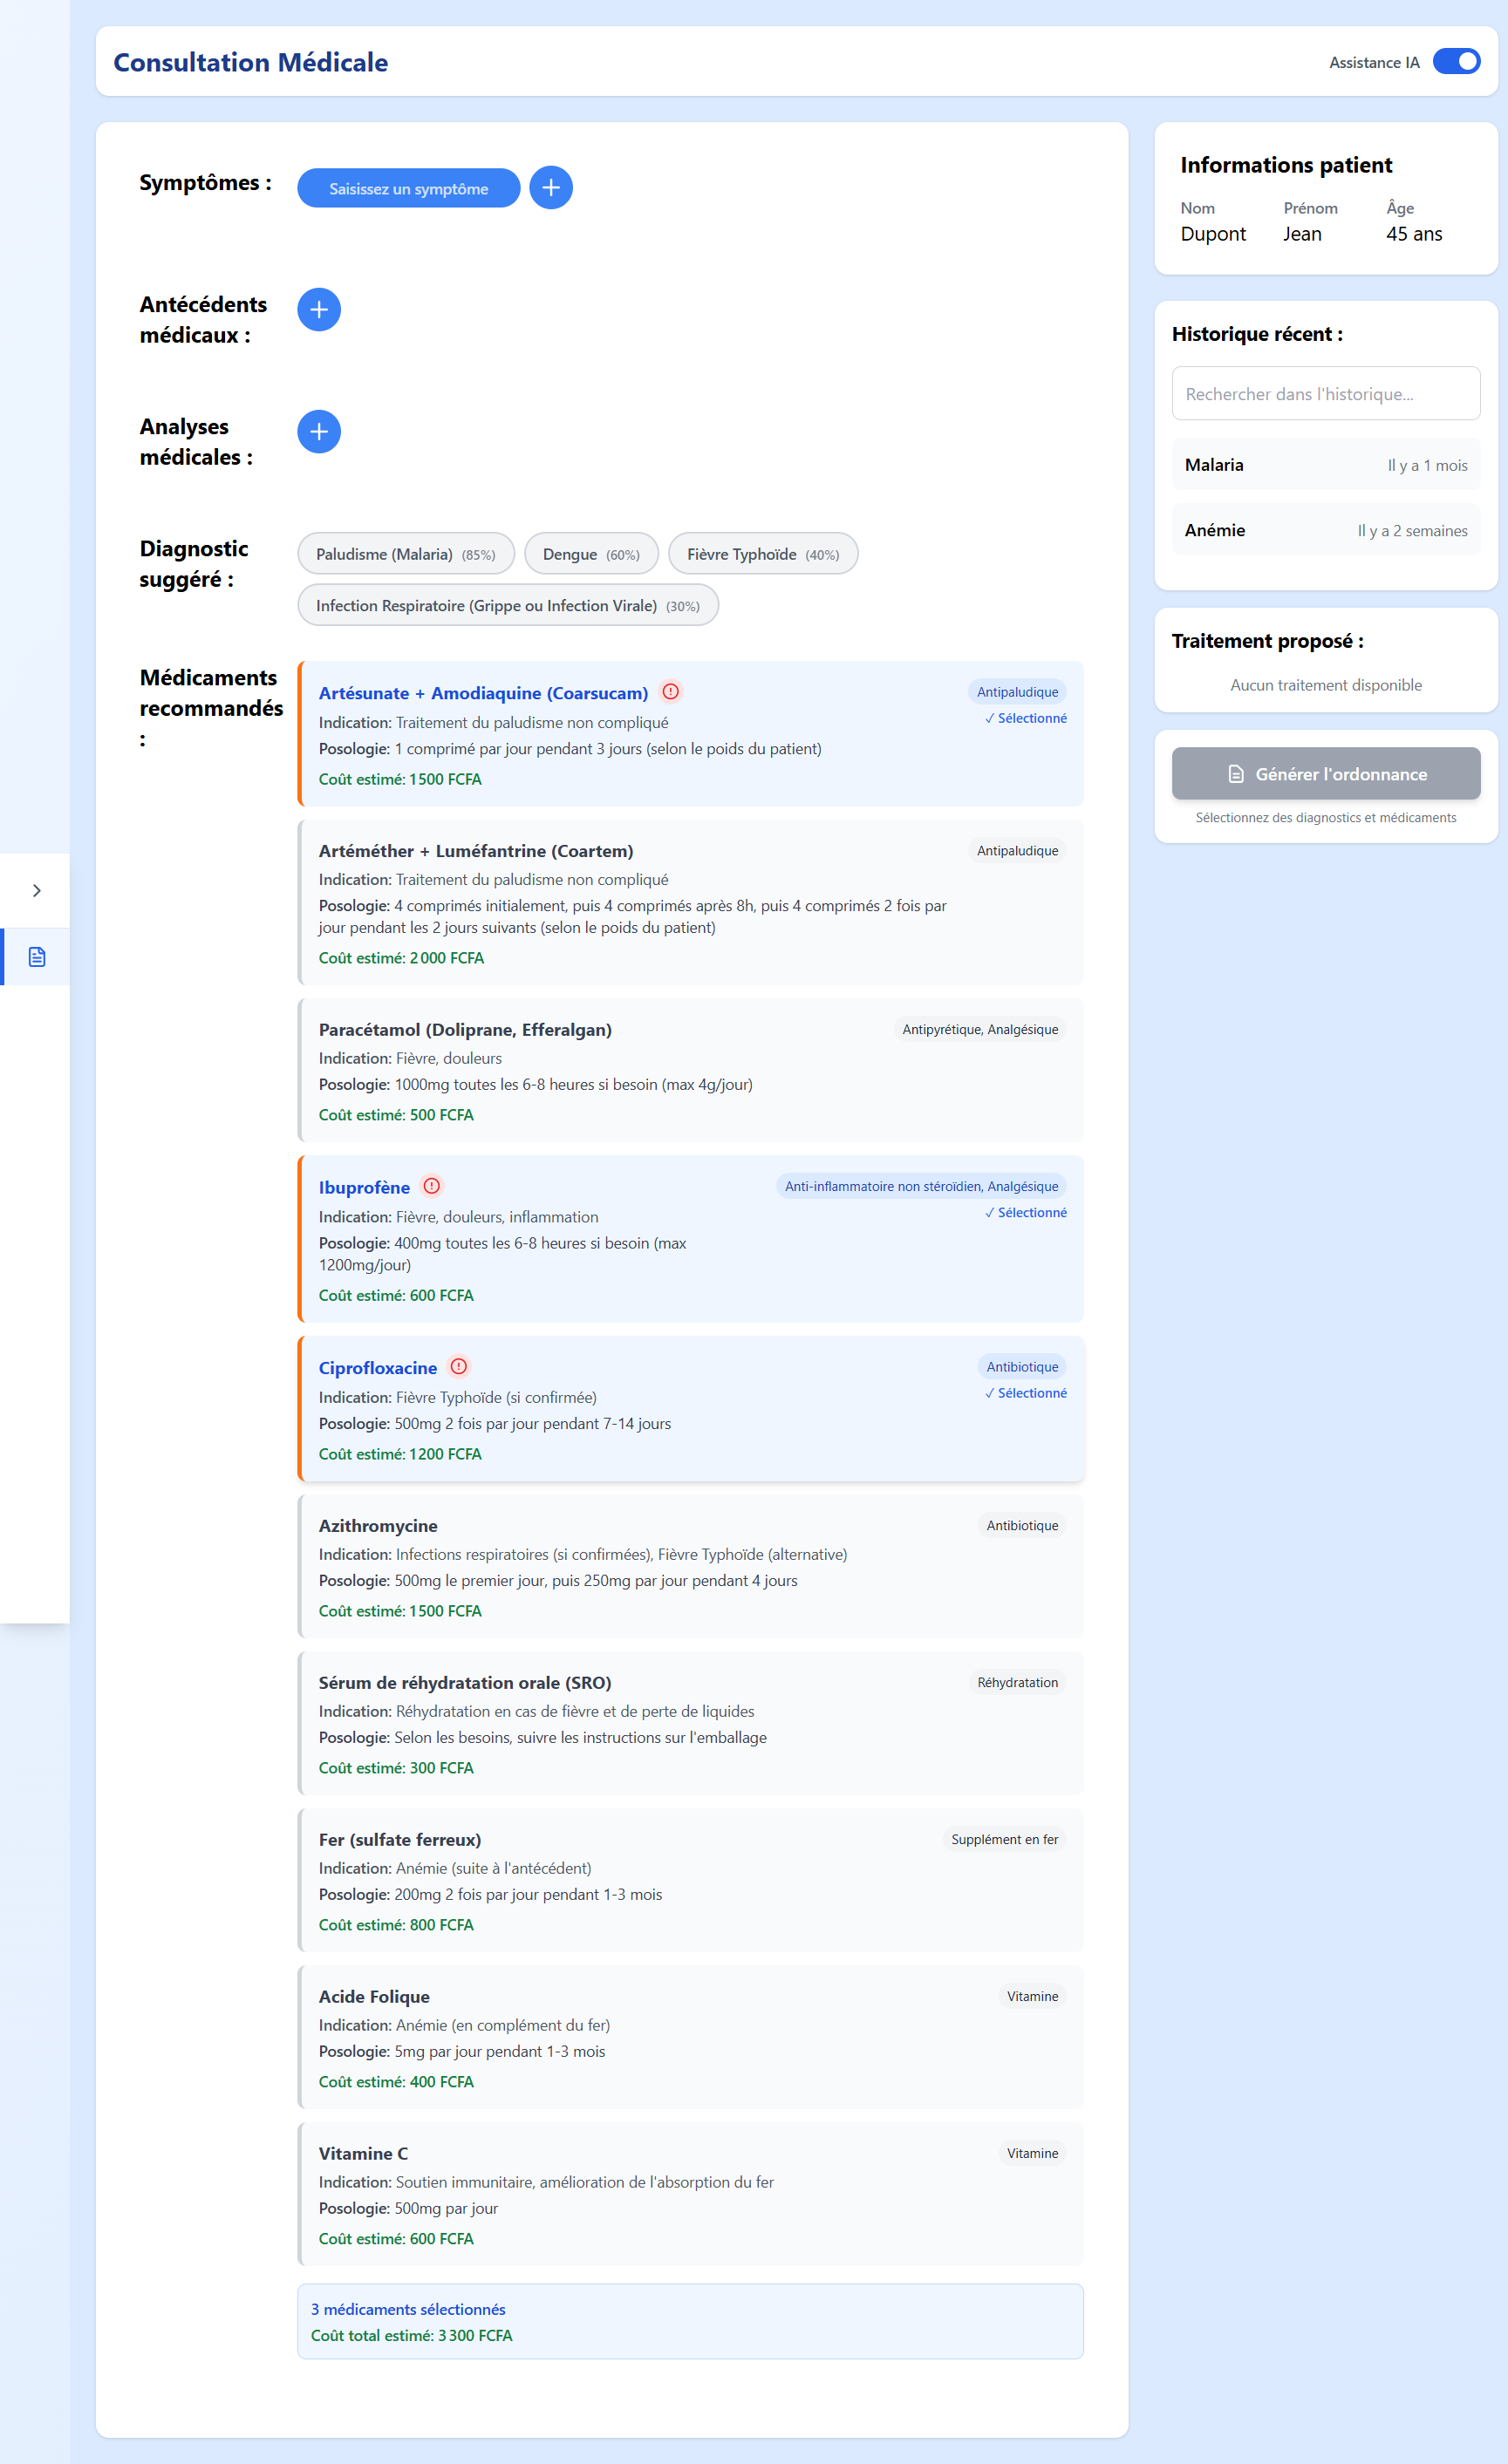 Consultation Médicale
Assistance IA
Symptômes :
Saisissez un symptôme
Antécédents
médicaux :
Analyses
médicales :
Diagnostic
suggéré :
Paludisme (Malaria) (85%)
Dengue (60%)
Fièvre Typhoïde (40%)
Infection Respiratoire (Grippe ou Infection Virale) (30%)
Médicaments
recommandés
:
Artésunate + Amodiaquine (Coarsucam)
Antipaludique
✓ Sélectionné
Indication: Traitement du paludisme non compliqué
Posologie: 1 comprimé par jour pendant 3 jours (selon le poids du patient)
Coût estimé: 1 500 FCFA
Artéméther + Luméfantrine (Coartem)
Antipaludique
Indication: Traitement du paludisme non compliqué
Posologie: 4 comprimés initialement, puis 4 comprimés après 8h, puis 4 comprimés 2 fois par
jour pendant les 2 jours suivants (selon le poids du patient)
Coût estimé: 2 000 FCFA
Paracétamol (Doliprane, Efferalgan)
Antipyrétique, Analgésique
Indication: Fièvre, douleurs
Posologie: 1000mg toutes les 6-8 heures si besoin (max 4g/jour)
Coût estimé: 500 FCFA
Ibuprofène
Anti-inflammatoire non stéroïdien, Analgésique
✓ Sélectionné
Indication: Fièvre, douleurs, inflammation
Posologie: 400mg toutes les 6-8 heures si besoin (max
1200mg/jour)
Coût estimé: 600 FCFA
Ciprofloxacine
Antibiotique
✓ Sélectionné
Indication: Fièvre Typhoïde (si confirmée)
Posologie: 500mg 2 fois par jour pendant 7-14 jours
Coût estimé: 1 200 FCFA
Azithromycine
Antibiotique
Indication: Infections respiratoires (si confirmées), Fièvre Typhoïde (alternative)
Posologie: 500mg le premier jour, puis 250mg par jour pendant 4 jours
Coût estimé: 1 500 FCFA
Sérum de réhydratation orale (SRO)
Réhydratation
Indication: Réhydratation en cas de fièvre et de perte de liquides
Posologie: Selon les besoins, suivre les instructions sur l'emballage
Coût estimé: 300 FCFA
Fer (sulfate ferreux)
Supplément en fer
Indication: Anémie (suite à l'antécédent)
Posologie: 200mg 2 fois par jour pendant 1-3 mois
Coût estimé: 800 FCFA
Acide Folique
Vitamine
Indication: Anémie (en complément du fer)
Posologie: 5mg par jour pendant 1-3 mois
Coût estimé: 400 FCFA
Vitamine C
Vitamine
Indication: Soutien immunitaire, amélioration de l'absorption du fer
Posologie: 500mg par jour
Coût estimé: 600 FCFA
3 médicaments sélectionnés
Coût total estimé: 3 300 FCFA
Informations patient
Nom Prénom Âge
Dupont Jean 45 ans
Historique récent :
Rechercher dans l'historique...
Malaria Il y a 1 mois
Anémie Il y a 2 semaines
Traitement proposé :
Aucun traitement disponible
Générer l'ordonnance
Sélectionnez des diagnostics et médicaments